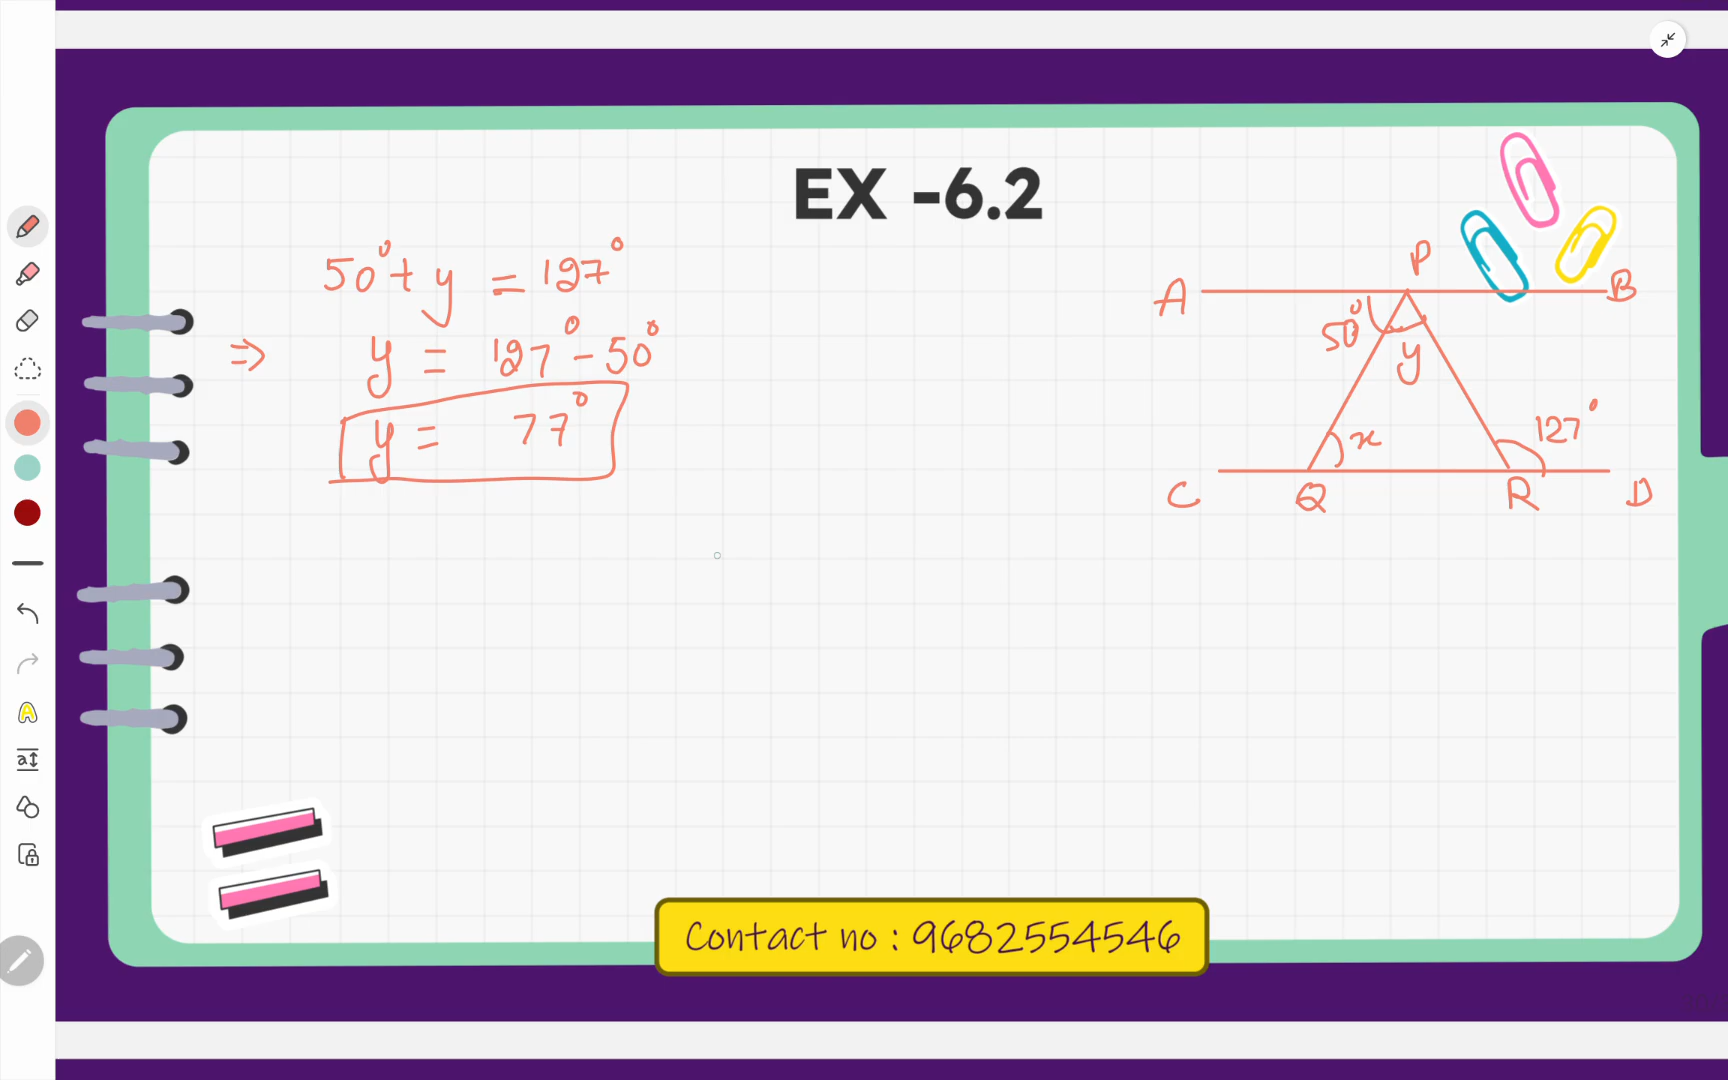 EX -6.2
50° + y = 127°
⇒ y = 127° - 50°
y = 77°
P
A
B
50°
y
x
127°
C
Q
R
D
Contact no : 9682554546